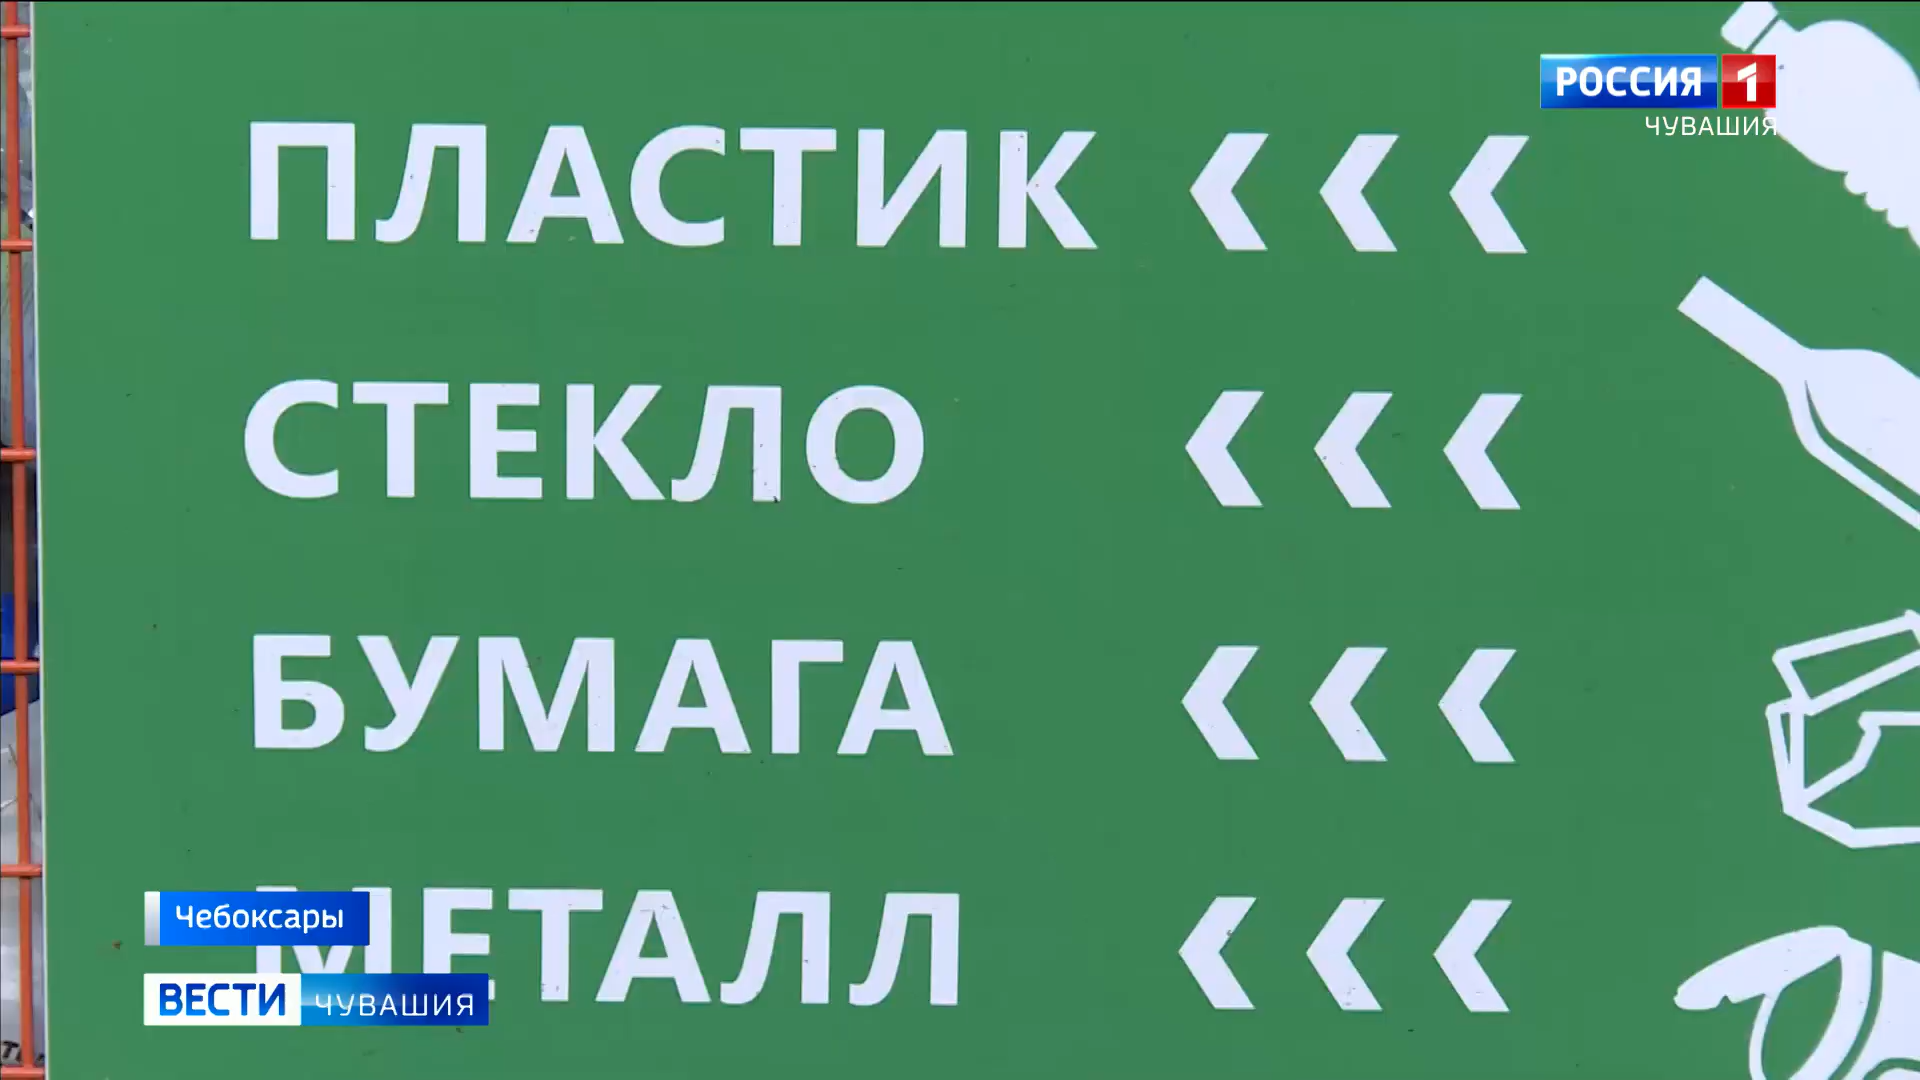 РОССИЯ 1
ЧУВАШИЯ
ПЛАСТИК
СТЕКЛО
БУМАГА
МЕТАЛЛ
Чебоксары
ВЕСТИ ЧУВАШИЯ